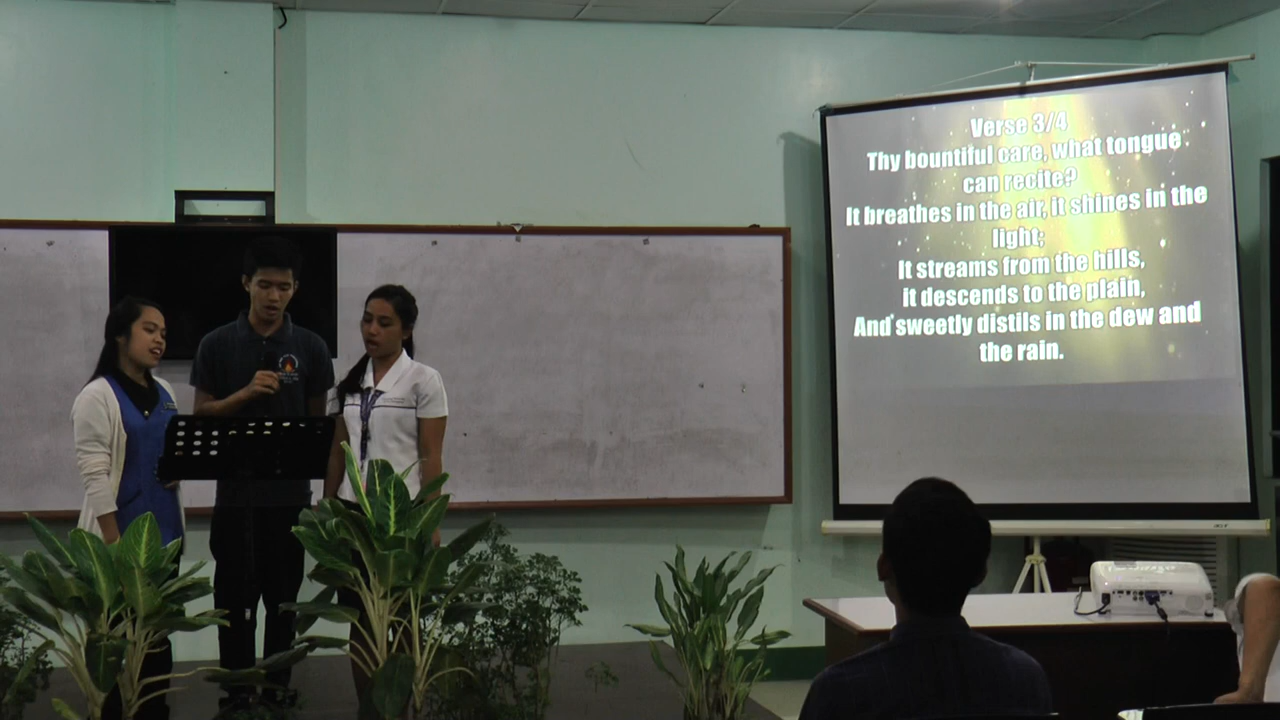 Verse 3/4
Thy bountiful care, what tongue
can recite?
It breathes in the air, it shines in the
light;
It streams from the hills,
it descends to the plain,
And sweetly distils in the dew and
the rain.
acer